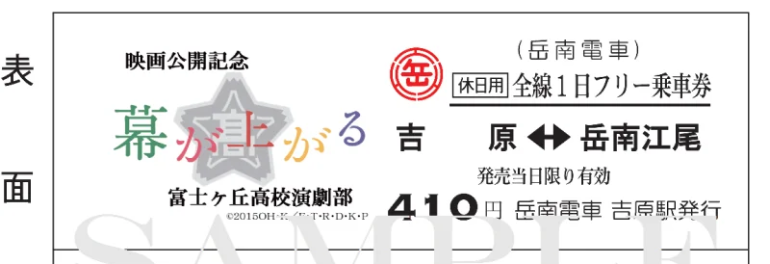 表面
映画公開記念
幕が上がる
富士ヶ丘高校演劇部
©2015OH・K／F・T・R・D・K・P
岳
(岳南電車)
休日用 全線1日フリー乗車券
吉原 ↔ 岳南江尾
発売当日限り有効
410円 岳南電車 吉原駅発行
SAMPLE